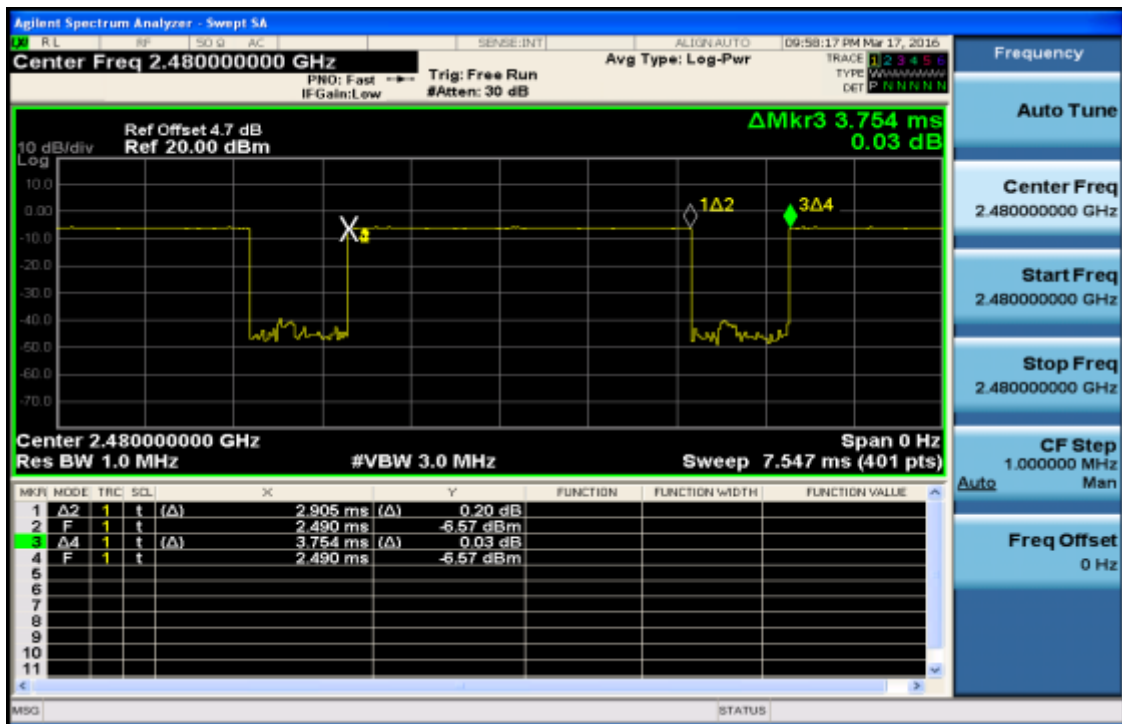 Agilent Spectrum Analyzer - Swept SA
RL RF 50 Ω AC SENSE:INT ALIGN AUTO 09:58:17 PM Mar 17, 2016
Center Freq 2.480000000 GHz
PNO: Fast
IFGain:Low
Trig: Free Run
#Atten: 30 dB
Avg Type: Log-Pwr
TRACE 1 2 3 4 5 6
TYPE
DET P N N N N N
ΔMkr3 3.754 ms
0.03 dB
Ref Offset 4.7 dB
10 dB/div Ref 20.00 dBm
Log
10.0
0.00
-10.0
-20.0
-30.0
-40.0
-50.0
-60.0
-70.0
1Δ2
3Δ4
Center 2.480000000 GHz Span 0 Hz
Res BW 1.0 MHz #VBW 3.0 MHz Sweep 7.547 ms (401 pts)
MKR MODE TRC SCL X Y FUNCTION FUNCTION WIDTH FUNCTION VALUE
1 Δ2 1 t (Δ) 2.905 ms (Δ) 0.20 dB
2 F 1 t 2.490 ms -6.57 dBm
3 Δ4 1 t (Δ) 3.754 ms (Δ) 0.03 dB
4 F 1 t 2.490 ms -6.57 dBm
5
6
7
8
9
10
11
MSG STATUS
Frequency
Auto Tune
Center Freq
2.480000000 GHz
Start Freq
2.480000000 GHz
Stop Freq
2.480000000 GHz
CF Step
1.000000 MHz
Auto Man
Freq Offset
0 Hz